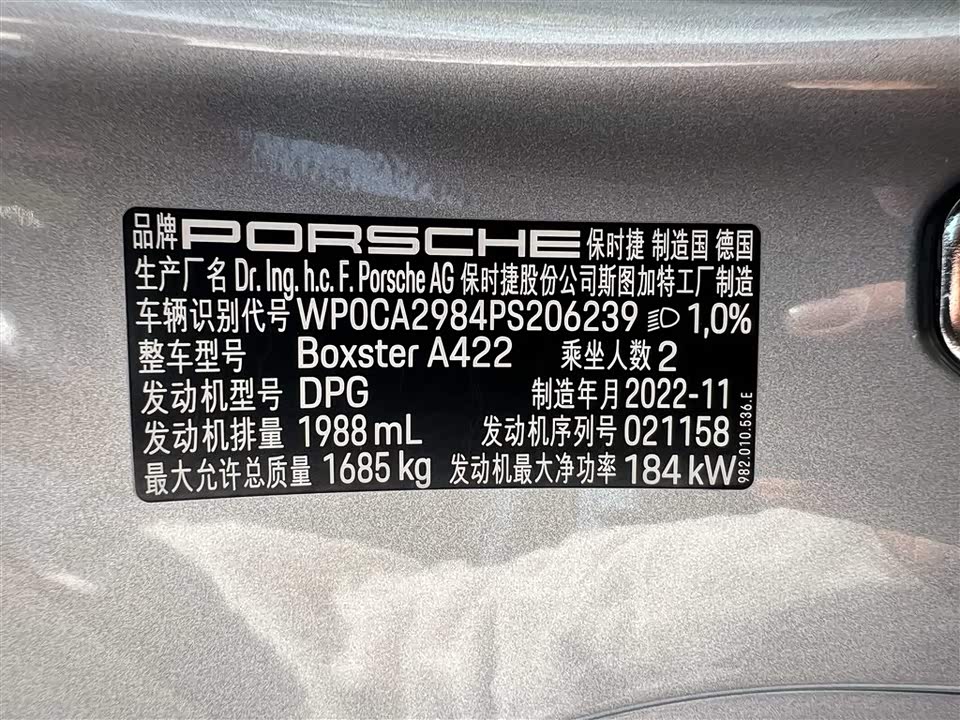 品牌 PORSCHE 保时捷 制造国 德国
生产厂名 Dr. Ing. h.c. F. Porsche AG 保时捷股份公司斯图加特工厂制造
车辆识别代号 WP0CA2984PS206239 1,0%
整车型号 Boxster A422 乘坐人数 2
发动机型号 DPG 制造年月 2022-11
发动机排量 1988 mL 发动机序列号 021158
最大允许总质量 1685 kg 发动机最大净功率 184 kW
982.010.536.E